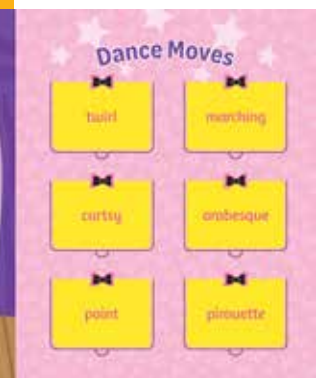 Dance Moves
twirl
marching
curtsy
arabesque
point
pirouette